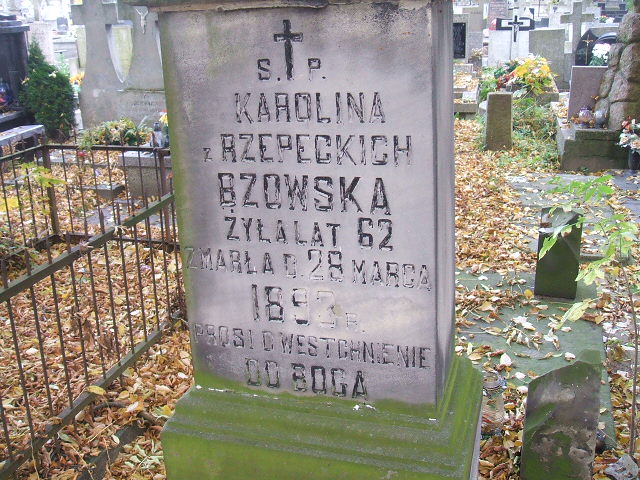 Ś. P.
KAROLINA
z RZEPECKICH
BZOWSKA
ŻYŁA LAT 62
ZMARŁA D. 28 MARCA
1893 R.
PROSI O WESTCHNIENIE
DO BOGA